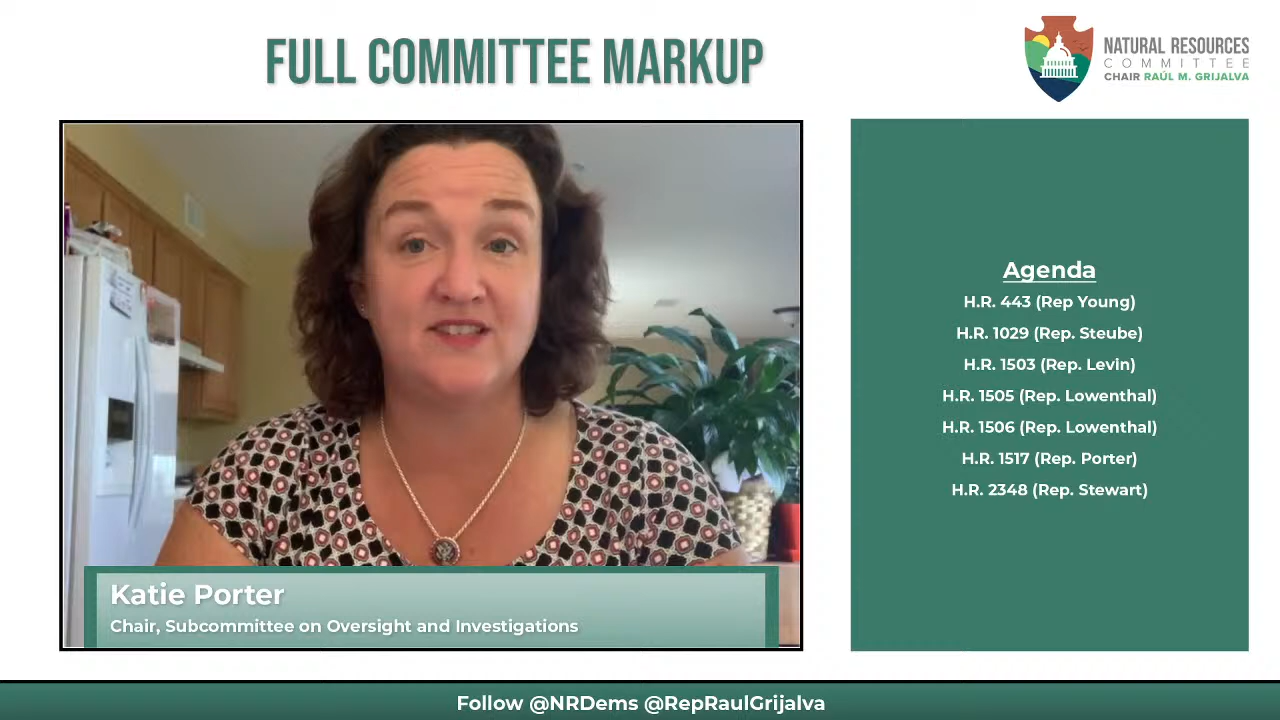 FULL COMMITTEE MARKUP
NATURAL RESOURCES
COMMITTEE
CHAIR RAÚL M. GRIJALVA
Agenda
H.R. 443 (Rep Young)
H.R. 1029 (Rep. Steube)
H.R. 1503 (Rep. Levin)
H.R. 1505 (Rep. Lowenthal)
H.R. 1506 (Rep. Lowenthal)
H.R. 1517 (Rep. Porter)
H.R. 2348 (Rep. Stewart)
Katie Porter
Chair, Subcommittee on Oversight and Investigations
Follow @NRDems @RepRaulGrijalva